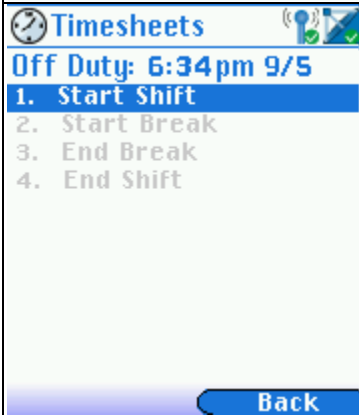 Timesheets
Off Duty: 6:34pm 9/5
1. Start Shift
2. Start Break
3. End Break
4. End Shift
Back